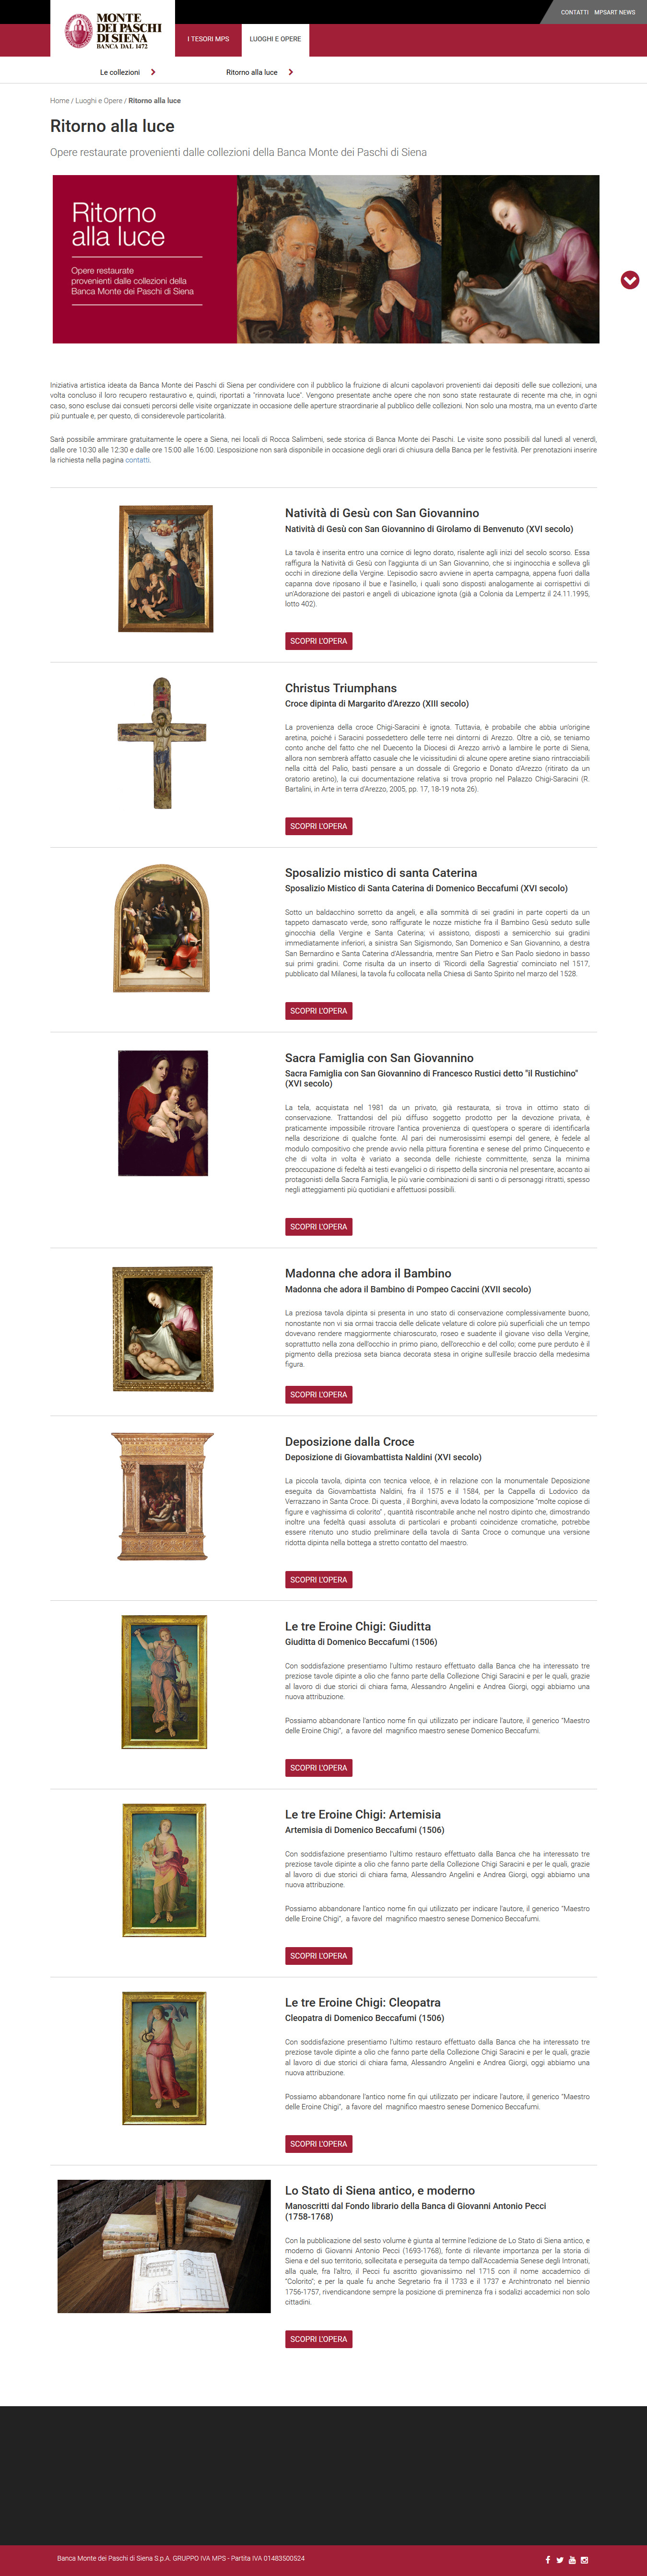 CONTATTI MPSART NEWS
MONTE
DEI PASCHI
DI SIENA
BANCA DAL 1472
I TESORI MPS
LUOGHI E OPERE
Le collezioni
Ritorno alla luce
Home / Luoghi e Opere / Ritorno alla luce
Ritorno alla luce
Opere restaurate provenienti dalle collezioni della Banca Monte dei Paschi di Siena
Ritorno
alla luce
Opere restaurate
provenienti dalle collezioni della
Banca Monte dei Paschi di Siena
Iniziativa artistica ideata da Banca Monte dei Paschi di Siena per condividere con il pubblico la fruizione di alcuni capolavori provenienti dai depositi delle sue collezioni, una
volta concluso il loro recupero restaurativo e, quindi, riportati a "rinnovata luce". Vengono presentate anche opere che non sono state restaurate di recente ma che, in ogni
caso, sono escluse dai consueti percorsi delle visite organizzate in occasione delle aperture straordinarie al pubblico delle collezioni. Non solo una mostra, ma un evento d'arte
più puntuale e, per questo, di considerevole particolarità.
Sarà possibile ammirare gratuitamente le opere a Siena, nei locali di Rocca Salimbeni, sede storica di Banca Monte dei Paschi. Le visite sono possibili dal lunedì al venerdì,
dalle ore 10:30 alle 12:30 e dalle ore 15:00 alle 16:00. L'esposizione non sarà disponibile in occasione degli orari di chiusura della Banca per le festività. Per prenotazioni inserire
la richiesta nella pagina contatti.
Natività di Gesù con San Giovannino
Natività di Gesù con San Giovannino di Girolamo di Benvenuto (XVI secolo)
La tavola è inserita entro una cornice di legno dorato, risalente agli inizi del secolo scorso. Essa
raffigura la Natività di Gesù con l'aggiunta di un San Giovannino, che si inginocchia e solleva gli
occhi in direzione della Vergine. L'episodio sacro avviene in aperta campagna, appena fuori dalla
capanna dove riposano il bue e l'asinello, i quali sono disposti analogamente ai corrispettivi di
un'Adorazione dei pastori e angeli di ubicazione ignota (già a Colonia da Lempertz il 24.11.1995,
lotto 402).
SCOPRI L'OPERA
Christus Triumphans
Croce dipinta di Margarito d'Arezzo (XIII secolo)
La provenienza della croce Chigi-Saracini è ignota. Tuttavia, è probabile che abbia un'origine
aretina, poiché i Saracini possedettero delle terre nei dintorni di Arezzo. Oltre a ciò, se teniamo
conto anche del fatto che nel Duecento la Diocesi di Arezzo arrivò a lambire le porte di Siena,
allora non sembrerà affatto casuale che le vicissitudini di alcune opere aretine siano rintracciabili
nella città del Palio, basti pensare a un dossale di Gregorio e Donato d'Arezzo (ritirato da un
oratorio aretino), la cui documentazione relativa si trova proprio nel Palazzo Chigi-Saracini (R.
Bartalini, in Arte in terra d'Arezzo, 2005, pp. 17, 18-19 nota 26).
SCOPRI L'OPERA
Sposalizio mistico di santa Caterina
Sposalizio Mistico di Santa Caterina di Domenico Beccafumi (XVI secolo)
Sotto un baldacchino sorretto da angeli, e alla sommità di sei gradini in parte coperti da un
tappeto damascato verde, sono raffigurate le nozze mistiche fra il Bambino Gesù seduto sulle
ginocchia della Vergine e Santa Caterina; vi assistono, disposti a semicerchio sui gradini
immediatamente inferiori, a sinistra San Sigismondo, San Domenico e San Giovannino, a destra
San Bernardino e Santa Caterina d'Alessandria, mentre San Pietro e San Paolo siedono in basso
sui primi gradini. Come risulta da un inserto di 'Ricordi della Sagrestia' cominciato nel 1517,
pubblicato dal Milanesi, la tavola fu collocata nella Chiesa di Santo Spirito nel marzo del 1528.
SCOPRI L'OPERA
Sacra Famiglia con San Giovannino
Sacra Famiglia con San Giovannino di Francesco Rustici detto "il Rustichino"
(XVI secolo)
La tela, acquistata nel 1981 da un privato, già restaurata, si trova in ottimo stato di
conservazione. Trattandosi del più diffuso soggetto prodotto per la devozione privata, è
praticamente impossibile ritrovare l'antica provenienza di quest'opera o sperare di identificarla
nella descrizione di qualche fonte. Al pari dei numerosissimi esempi del genere, è fedele al
modulo compositivo che prende avvio nella pittura fiorentina e senese del primo Cinquecento e
che di volta in volta è variato a seconda delle richieste committente, senza la minima
preoccupazione di fedeltà ai testi evangelici o di rispetto della sincronia nel presentare, accanto ai
protagonisti della Sacra Famiglia, le più varie combinazioni di santi o di personaggi ritratti, spesso
negli atteggiamenti più quotidiani e affettuosi possibili.
SCOPRI L'OPERA
Madonna che adora il Bambino
Madonna che adora il Bambino di Pompeo Caccini (XVII secolo)
La preziosa tavola dipinta si presenta in uno stato di conservazione complessivamente buono,
nonostante non vi sia ormai traccia delle delicate velature di colore più superficiali che un tempo
dovevano rendere maggiormente chiaroscurato, roseo e suadente il giovane viso della Vergine,
soprattutto nella zona dell'occhio in primo piano, dell'orecchio e del collo; come pure perduto è il
pigmento della preziosa seta bianca decorata stesa in origine sull'esile braccio della medesima
figura.
SCOPRI L'OPERA
Deposizione dalla Croce
Deposizione di Giovambattista Naldini (XVI secolo)
La piccola tavola, dipinta con tecnica veloce, è in relazione con la monumentale Deposizione
eseguita da Giovambattista Naldini, fra il 1575 e il 1584, per la Cappella di Lodovico da
Verrazzano in Santa Croce. Di questa , il Borghini, aveva lodato la composizione "molte copiose di
figure e vaghissima di colorito" , quantità riscontrabile anche nel nostro dipinto che, dimostrando
inoltre una fedeltà quasi assoluta di particolari e probanti coincidenze cromatiche, potrebbe
essere ritenuto uno studio preliminare della tavola di Santa Croce o comunque una versione
ridotta dipinta nella bottega a stretto contatto del maestro.
SCOPRI L'OPERA
Le tre Eroine Chigi: Giuditta
Giuditta di Domenico Beccafumi (1506)
Con soddisfazione presentiamo l'ultimo restauro effettuato dalla Banca che ha interessato tre
preziose tavole dipinte a olio che fanno parte della Collezione Chigi Saracini e per le quali, grazie
al lavoro di due storici di chiara fama, Alessandro Angelini e Andrea Giorgi, oggi abbiamo una
nuova attribuzione.
Possiamo abbandonare l'antico nome fin qui utilizzato per indicare l'autore, il generico "Maestro
delle Eroine Chigi", a favore del magnifico maestro senese Domenico Beccafumi.
SCOPRI L'OPERA
Le tre Eroine Chigi: Artemisia
Artemisia di Domenico Beccafumi (1506)
Con soddisfazione presentiamo l'ultimo restauro effettuato dalla Banca che ha interessato tre
preziose tavole dipinte a olio che fanno parte della Collezione Chigi Saracini e per le quali, grazie
al lavoro di due storici di chiara fama, Alessandro Angelini e Andrea Giorgi, oggi abbiamo una
nuova attribuzione.
Possiamo abbandonare l'antico nome fin qui utilizzato per indicare l'autore, il generico "Maestro
delle Eroine Chigi", a favore del magnifico maestro senese Domenico Beccafumi.
SCOPRI L'OPERA
Le tre Eroine Chigi: Cleopatra
Cleopatra di Domenico Beccafumi (1506)
Con soddisfazione presentiamo l'ultimo restauro effettuato dalla Banca che ha interessato tre
preziose tavole dipinte a olio che fanno parte della Collezione Chigi Saracini e per le quali, grazie
al lavoro di due storici di chiara fama, Alessandro Angelini e Andrea Giorgi, oggi abbiamo una
nuova attribuzione.
Possiamo abbandonare l'antico nome fin qui utilizzato per indicare l'autore, il generico "Maestro
delle Eroine Chigi", a favore del magnifico maestro senese Domenico Beccafumi.
SCOPRI L'OPERA
Lo Stato di Siena antico, e moderno
Manoscritti dal Fondo librario della Banca di Giovanni Antonio Pecci
(1758-1768)
Con la pubblicazione del sesto volume è giunta al termine l'edizione de Lo Stato di Siena antico, e
moderno di Giovanni Antonio Pecci (1693-1768), fonte di rilevante importanza per la storia di
Siena e del suo territorio, sollecitata e perseguita da tempo dall'Accademia Senese degli Intronati,
alla quale, fra l'altro, il Pecci fu ascritto giovanissimo nel 1715 con il nome accademico di
"Colorito"; e per la quale fu anche Segretario fra il 1733 e il 1737 e Archintronato nel biennio
1756-1757, rivendicandone sempre la posizione di preminenza fra i sodalizi accademici non solo
cittadini.
SCOPRI L'OPERA
Banca Monte dei Paschi di Siena S.p.A. GRUPPO IVA MPS - Partita IVA 01483500524